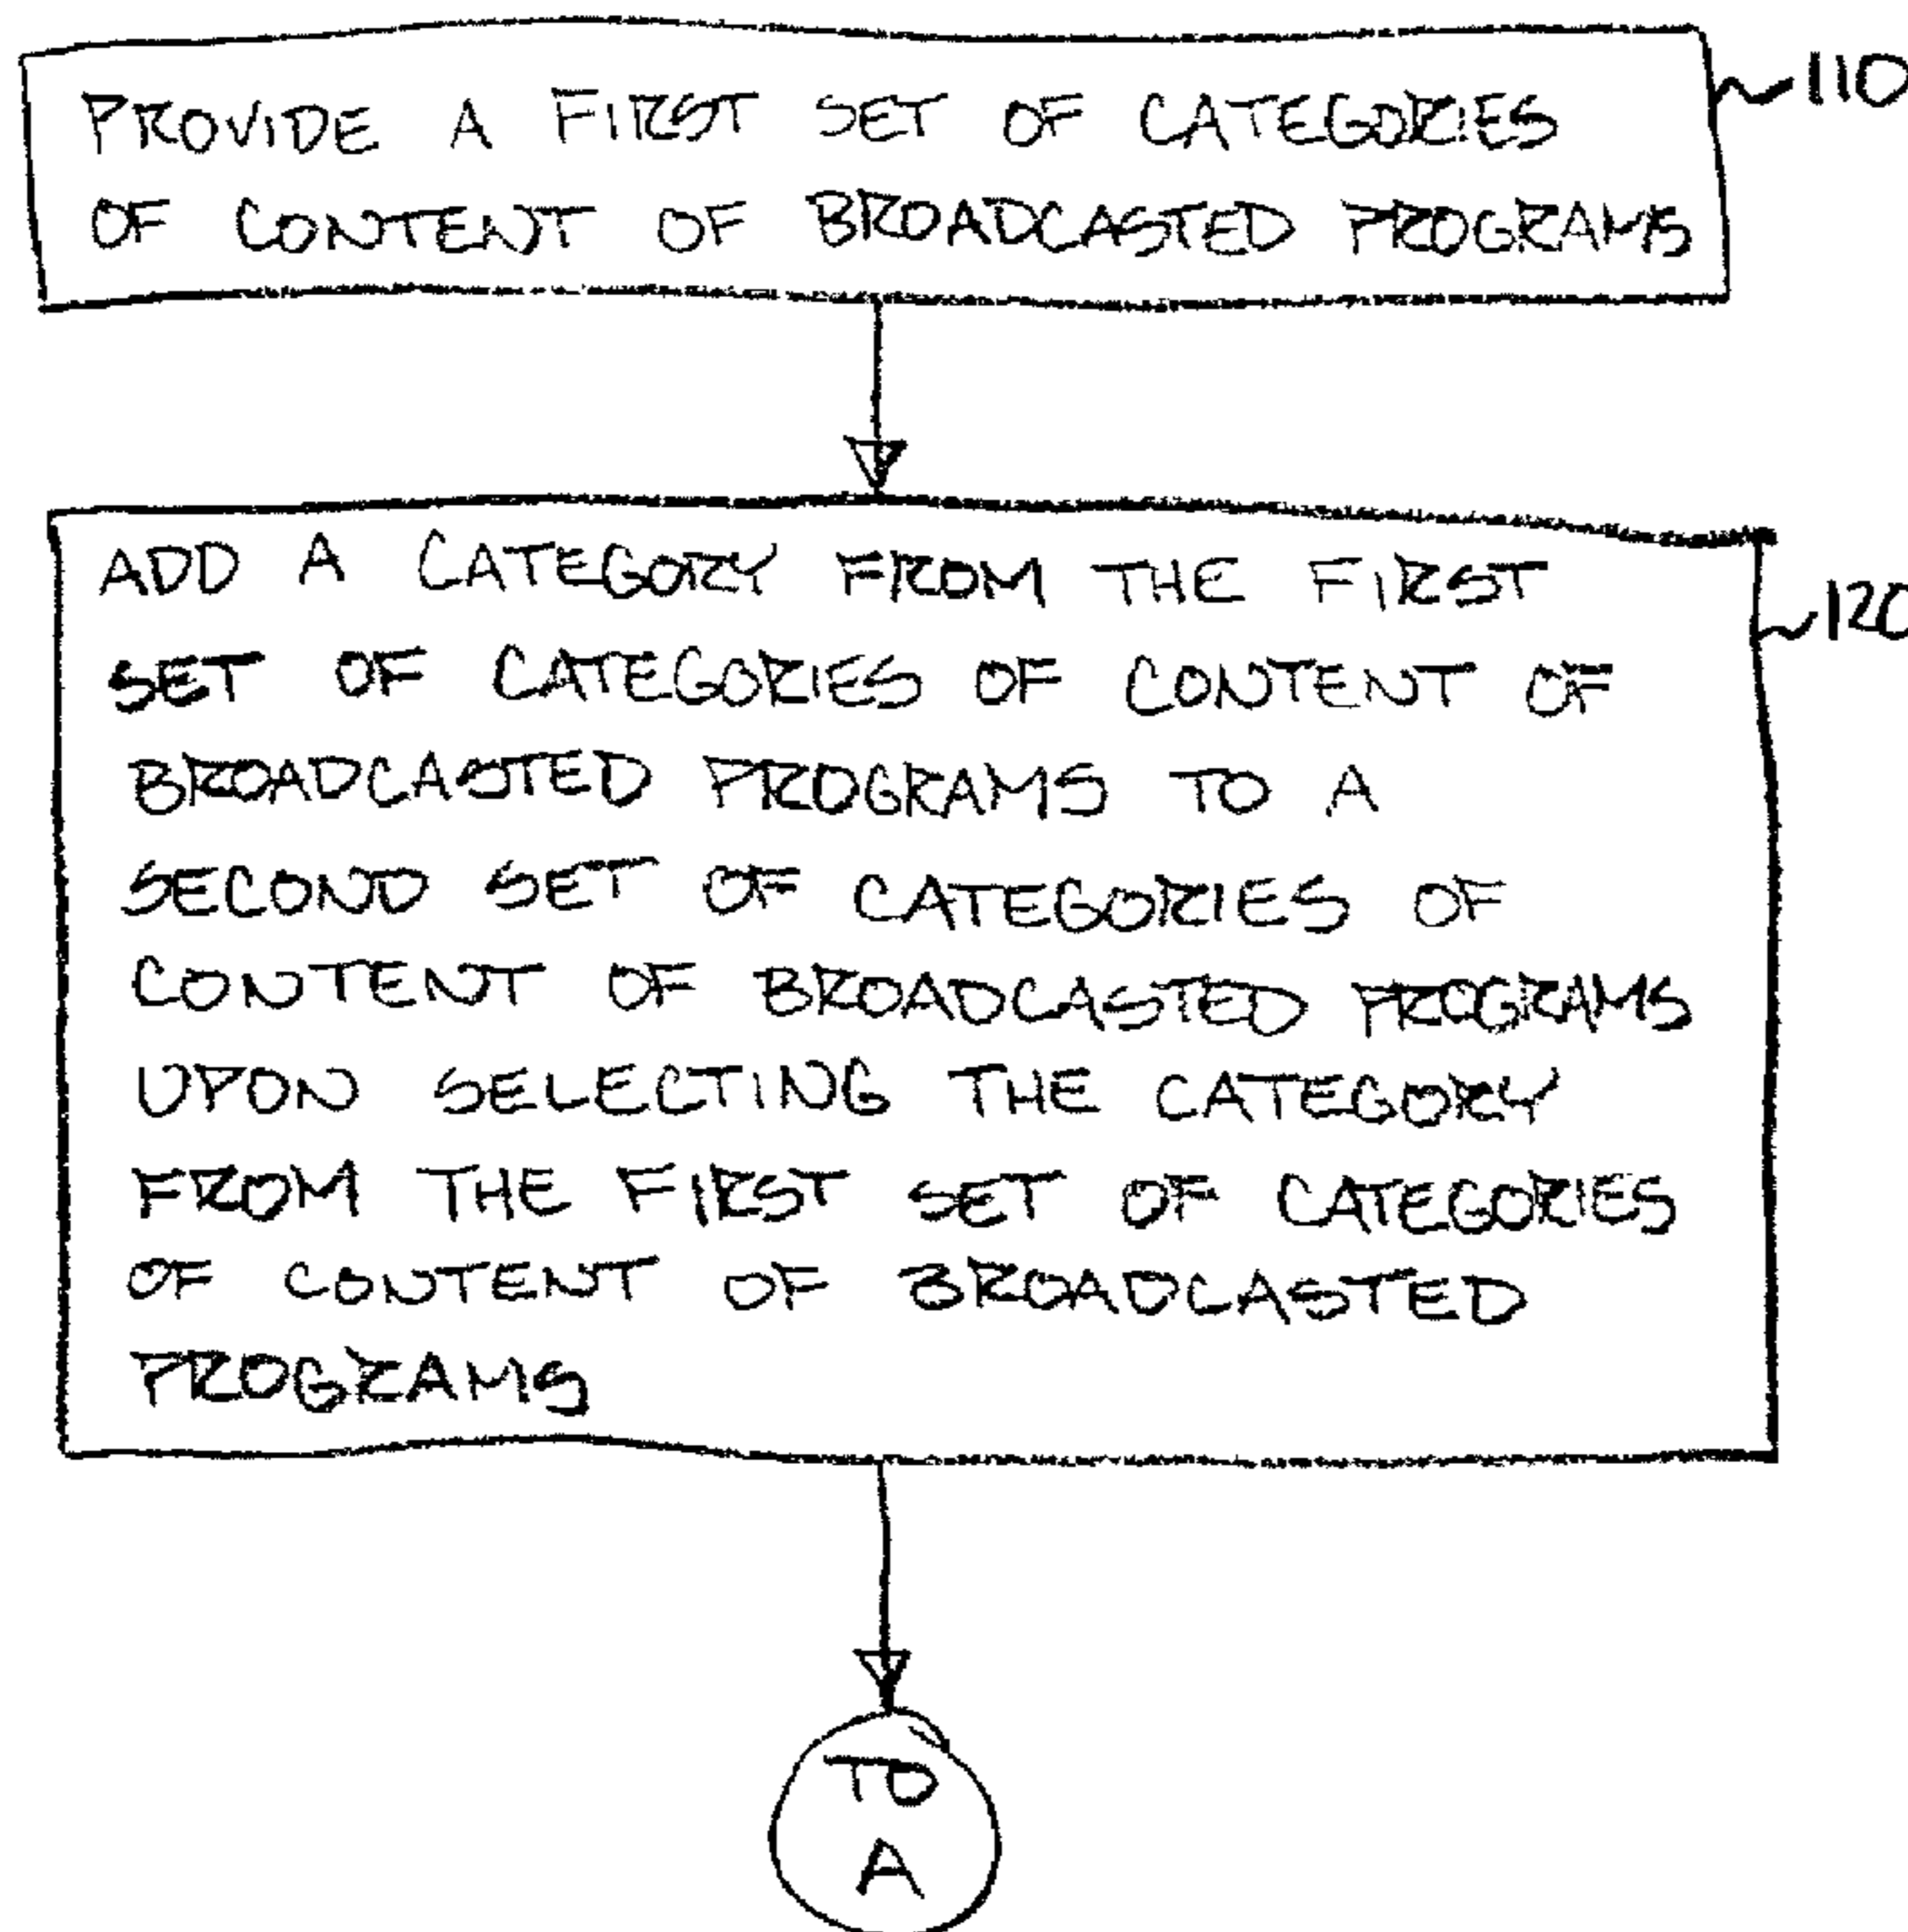 PROVIDE A FIRST SET OF CATEGORIES
110
OF CONTENT OF BROADCASTED PROGRAMS
ADD A CATEGORY FROM THE FIRST
120
SET OF CATEGORIES OF CONTENT OF
BROADCASTED PROGRAMS TO A
SECOND SET OF CATEGORIES OF
CONTENT OF BROADCASTED PROGRAMS
UPON SELECTING THE CATEGORY
FROM THE FIRST SET OF CATEGORIES
OF CONTENT OF BROADCASTED
PROGRAMS
TO
A